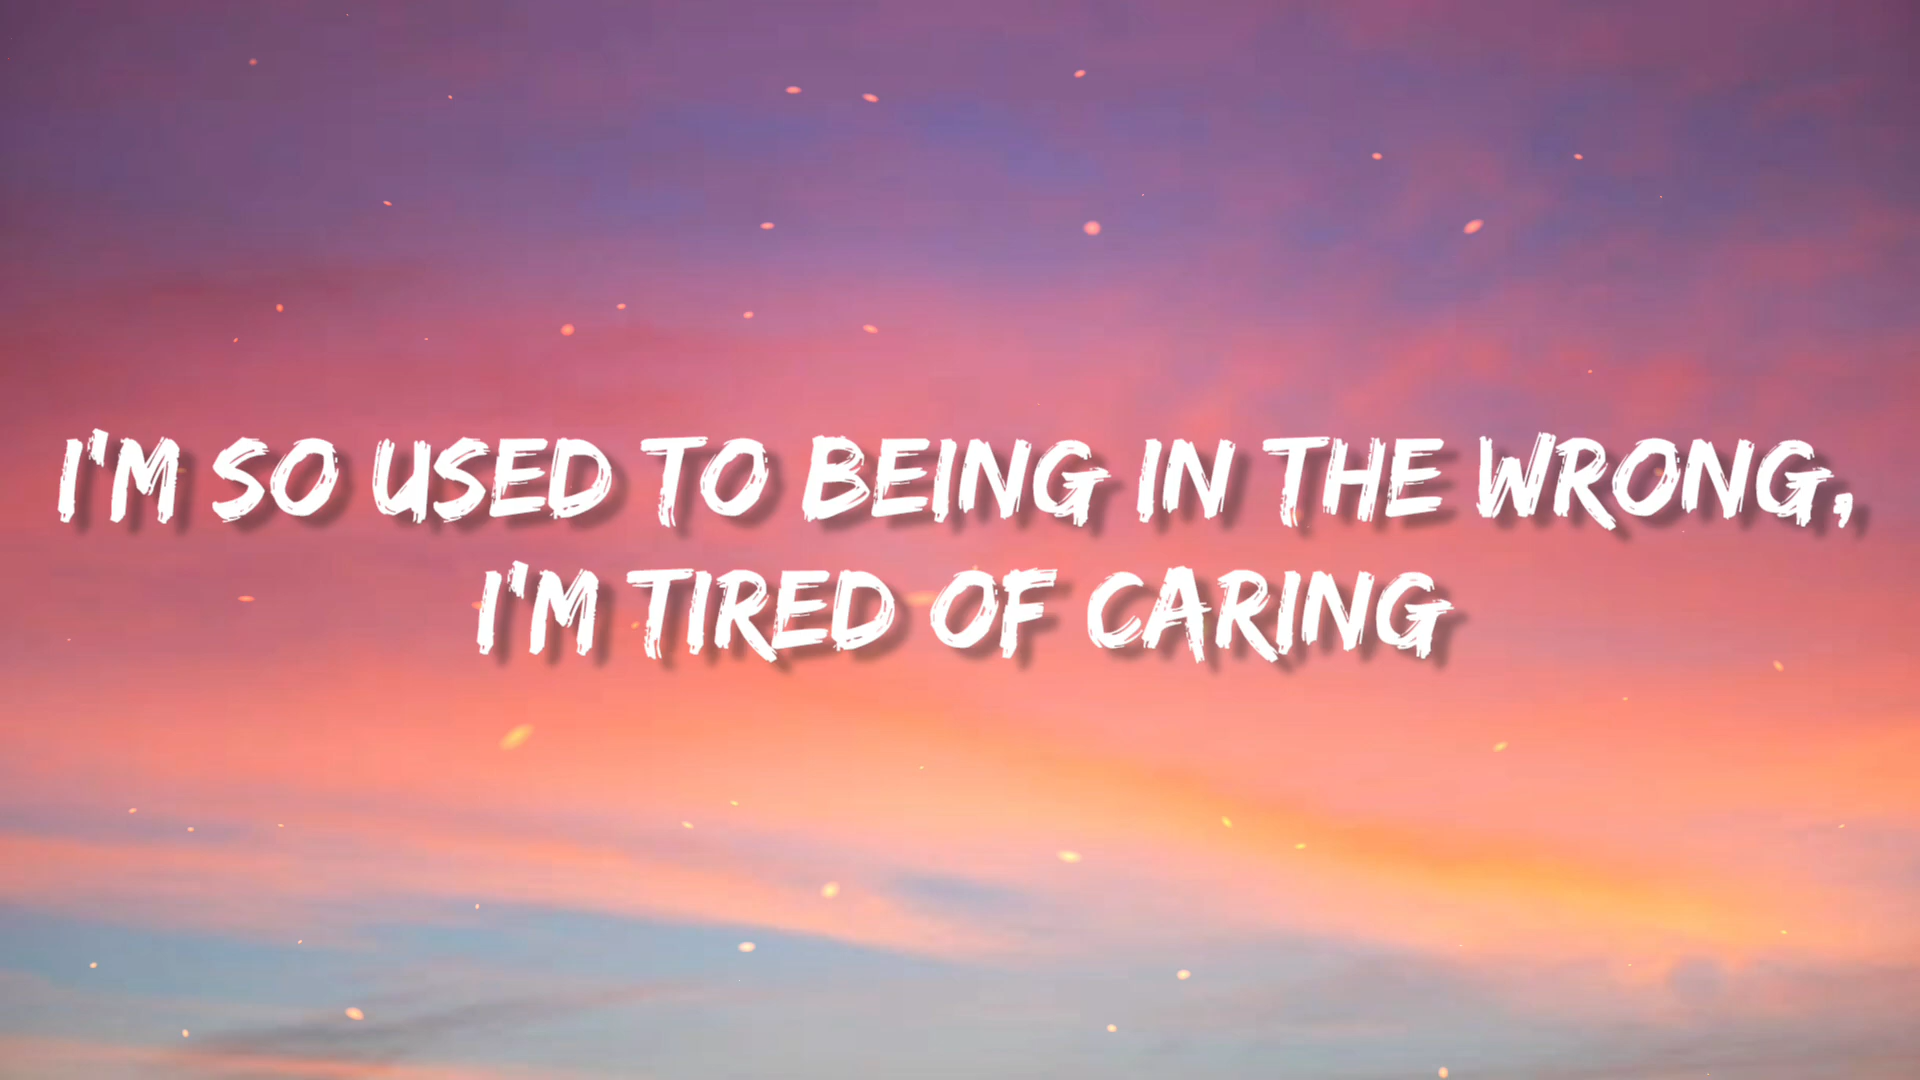 I'M SO USED TO BEING IN THE WRONG,
I'M TIRED OF CARING